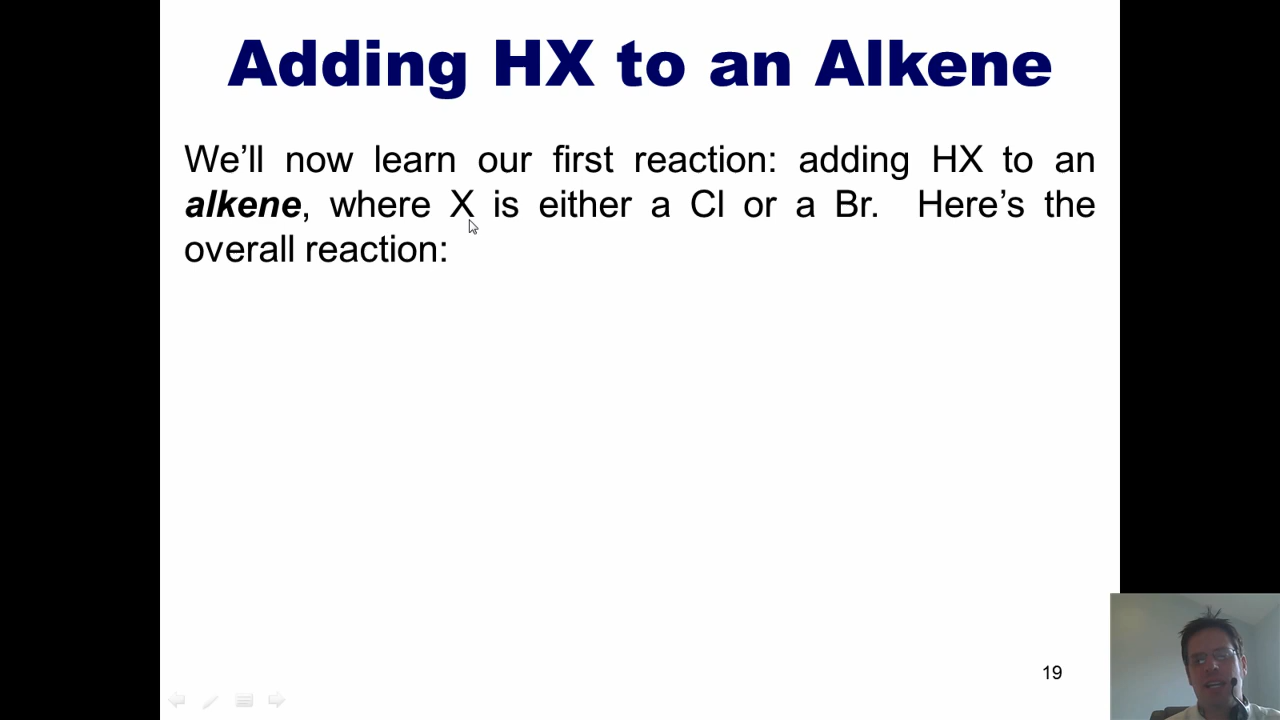 Adding HX to an Alkene
We’ll now learn our first reaction: adding HX to an
alkene, where X is either a Cl or a Br. Here’s the
overall reaction:
19